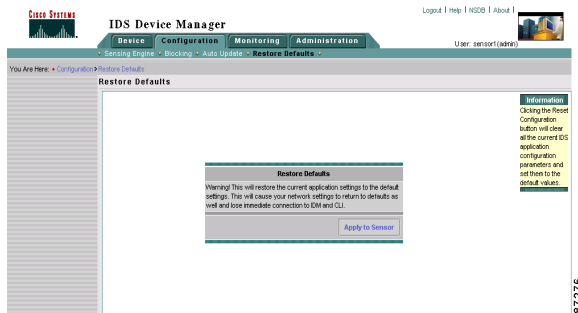 CISCO SYSTEMS
IDS Device Manager
Logout | Help | NSDB | About |
Device Configuration Monitoring Administration
User: sensor1(admin)
Sensing Engine Blocking Auto Update Restore Defaults
You Are Here: Configuration > Restore Defaults
Restore Defaults
Information
Clicking the Reset
Configuration
button will clear
all the current IDS
application
configuration
parameters and
set them to the
default values.
Restore Defaults
Warning! This will restore the current application settings to the default
settings. This will cause your network settings to return to defaults as
well and lose immediate connection to IDM and CLI.
Apply to Sensor
87276